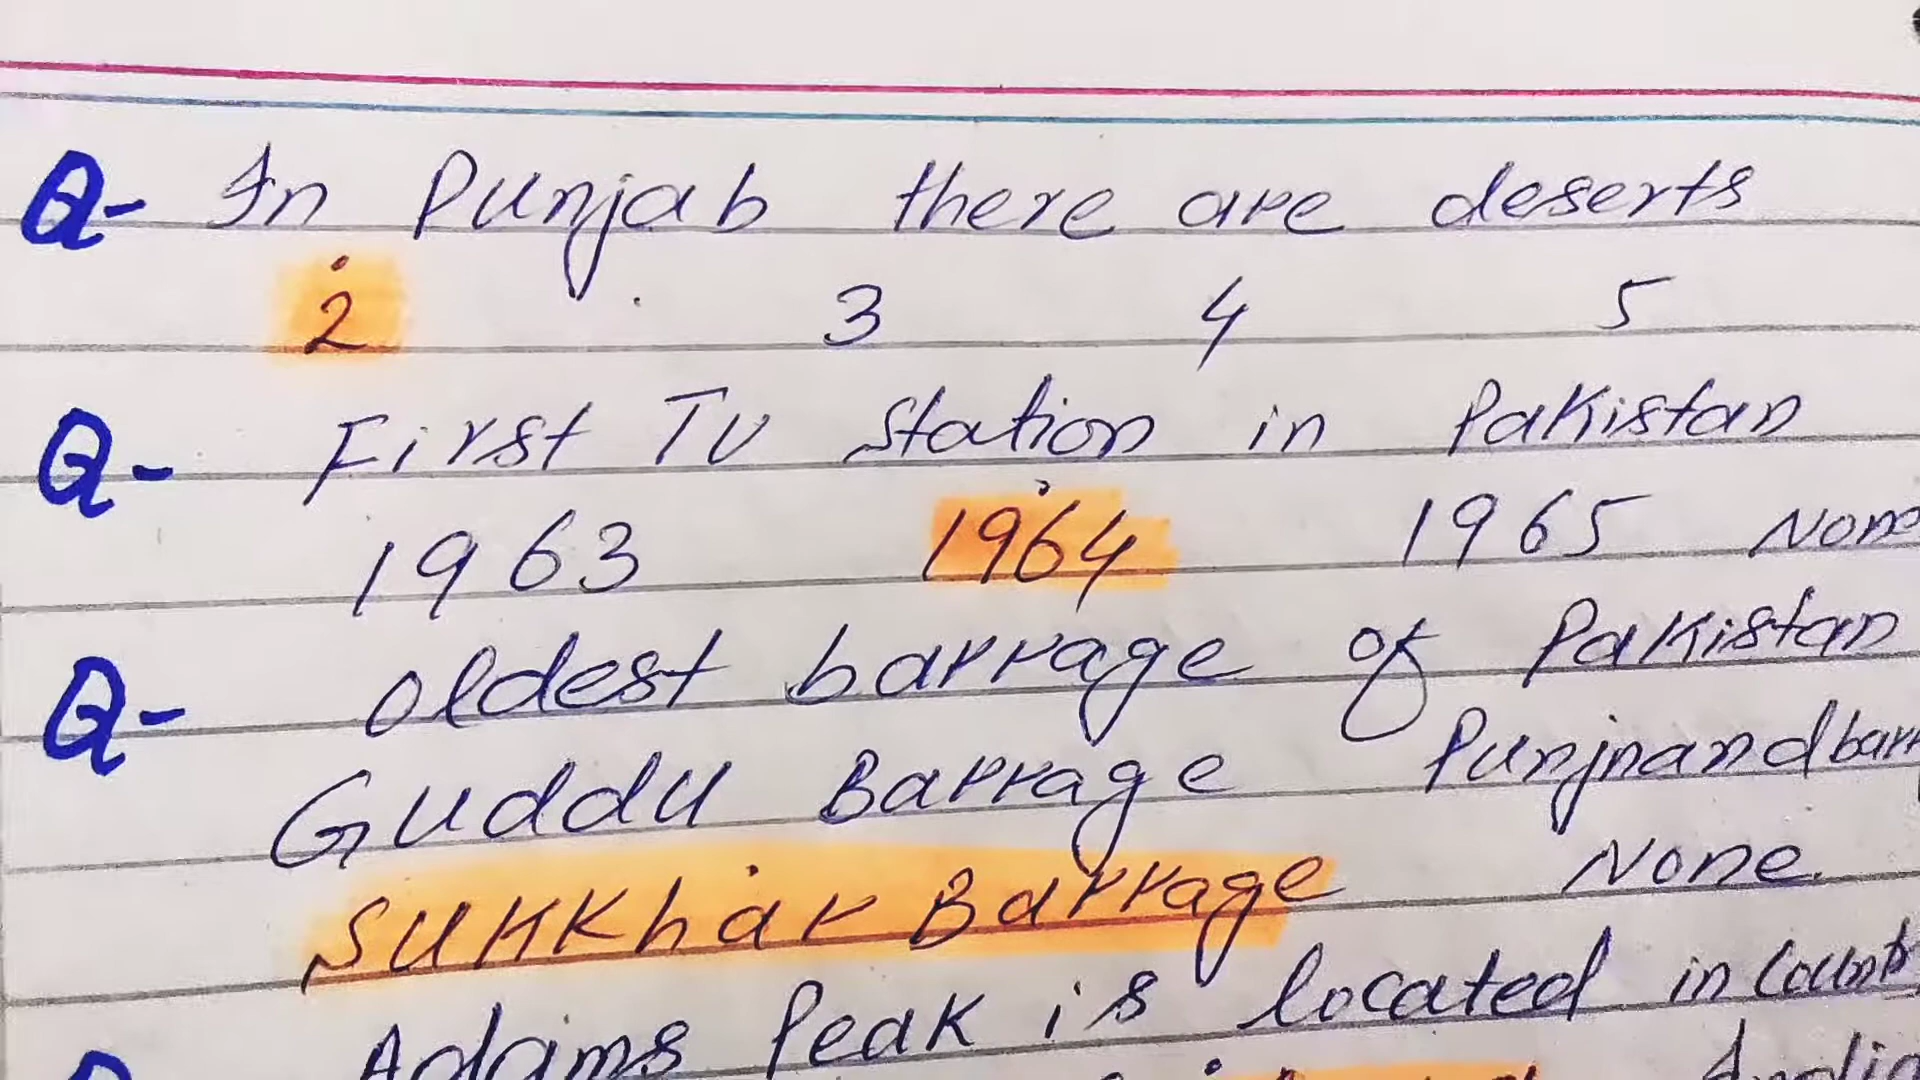 Q- In Punjab there are deserts
2 3 4 5
Q- First TV Station in Pakistan
1963 1964 1965 None
Q- oldest barrage of Pakistan
Guddu Barrage Punjnand
Sukkhar Barrage None
Adams Peak is located in